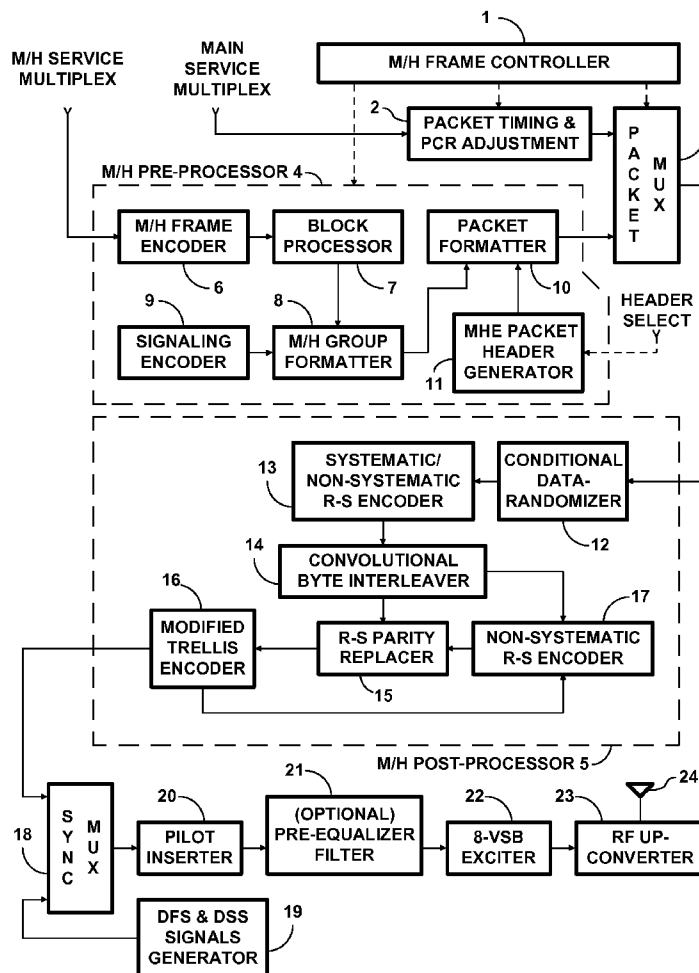 1
M/H SERVICE
MULTIPLEX
MAIN
SERVICE
MULTIPLEX
M/H FRAME CONTROLLER
2
PACKET TIMING &
PCR ADJUSTMENT
PACKET
MUX
M/H PRE-PROCESSOR 4
M/H FRAME
ENCODER
BLOCK
PROCESSOR
PACKET
FORMATTER
6
7
10
9
8
SIGNALING
ENCODER
M/H GROUP
FORMATTER
MHE PACKET
HEADER
GENERATOR
11
HEADER
SELECT
13
SYSTEMATIC/
NON-SYSTEMATIC
R-S ENCODER
CONDITIONAL
DATA-
RANDOMIZER
12
14
CONVOLUTIONAL
BYTE INTERLEAVER
16
17
MODIFIED
TRELLIS
ENCODER
R-S PARITY
REPLACER
NON-SYSTEMATIC
R-S ENCODER
15
M/H POST-PROCESSOR 5
18
SYNC
MUX
20
PILOT
INSERTER
21
(OPTIONAL)
PRE-EQUALIZER
FILTER
22
8-VSB
EXCITER
23
RF UP-
CONVERTER
24
DFS & DSS
SIGNALS
GENERATOR
19